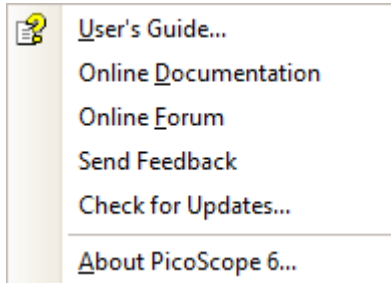 User's Guide...
Online Documentation
Online Forum
Send Feedback
Check for Updates...
About PicoScope 6...